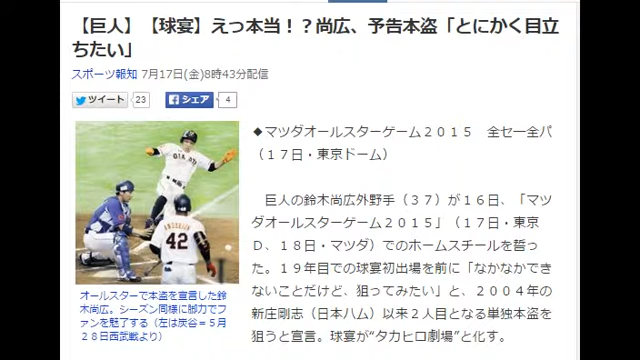 【巨人】【球宴】えっ本当！？尚広、予告本盗「とにかく目立
ちたい」
スポーツ報知 7月17日(金)8時43分配信
ツイート 23 シェア 4
◆マツダオールスターゲーム２０１５　全セ―全パ
（１７日・東京ドーム）
巨人の鈴木尚広外野手（３７）が１６日、「マツ
ダオールスターゲーム２０１５」（１７日・東京
Ｄ、１８日・マツダ）でのホームスチールを誓っ
た。１９年目での球宴初出場を前に「なかなかでき
ないことだけど、狙ってみたい」と、２００４年の
新庄剛志（日本ハム）以来２人目となる単独本盗を
狙うと宣言。球宴が“タカヒロ劇場”と化す。
GIANTS
ANDERSON
42
オールスターで本盗を宣言した鈴
木尚広。シーズン同様に脚力でフ
ァンを魅了する（左は炭谷＝５月
２８日西武戦より）